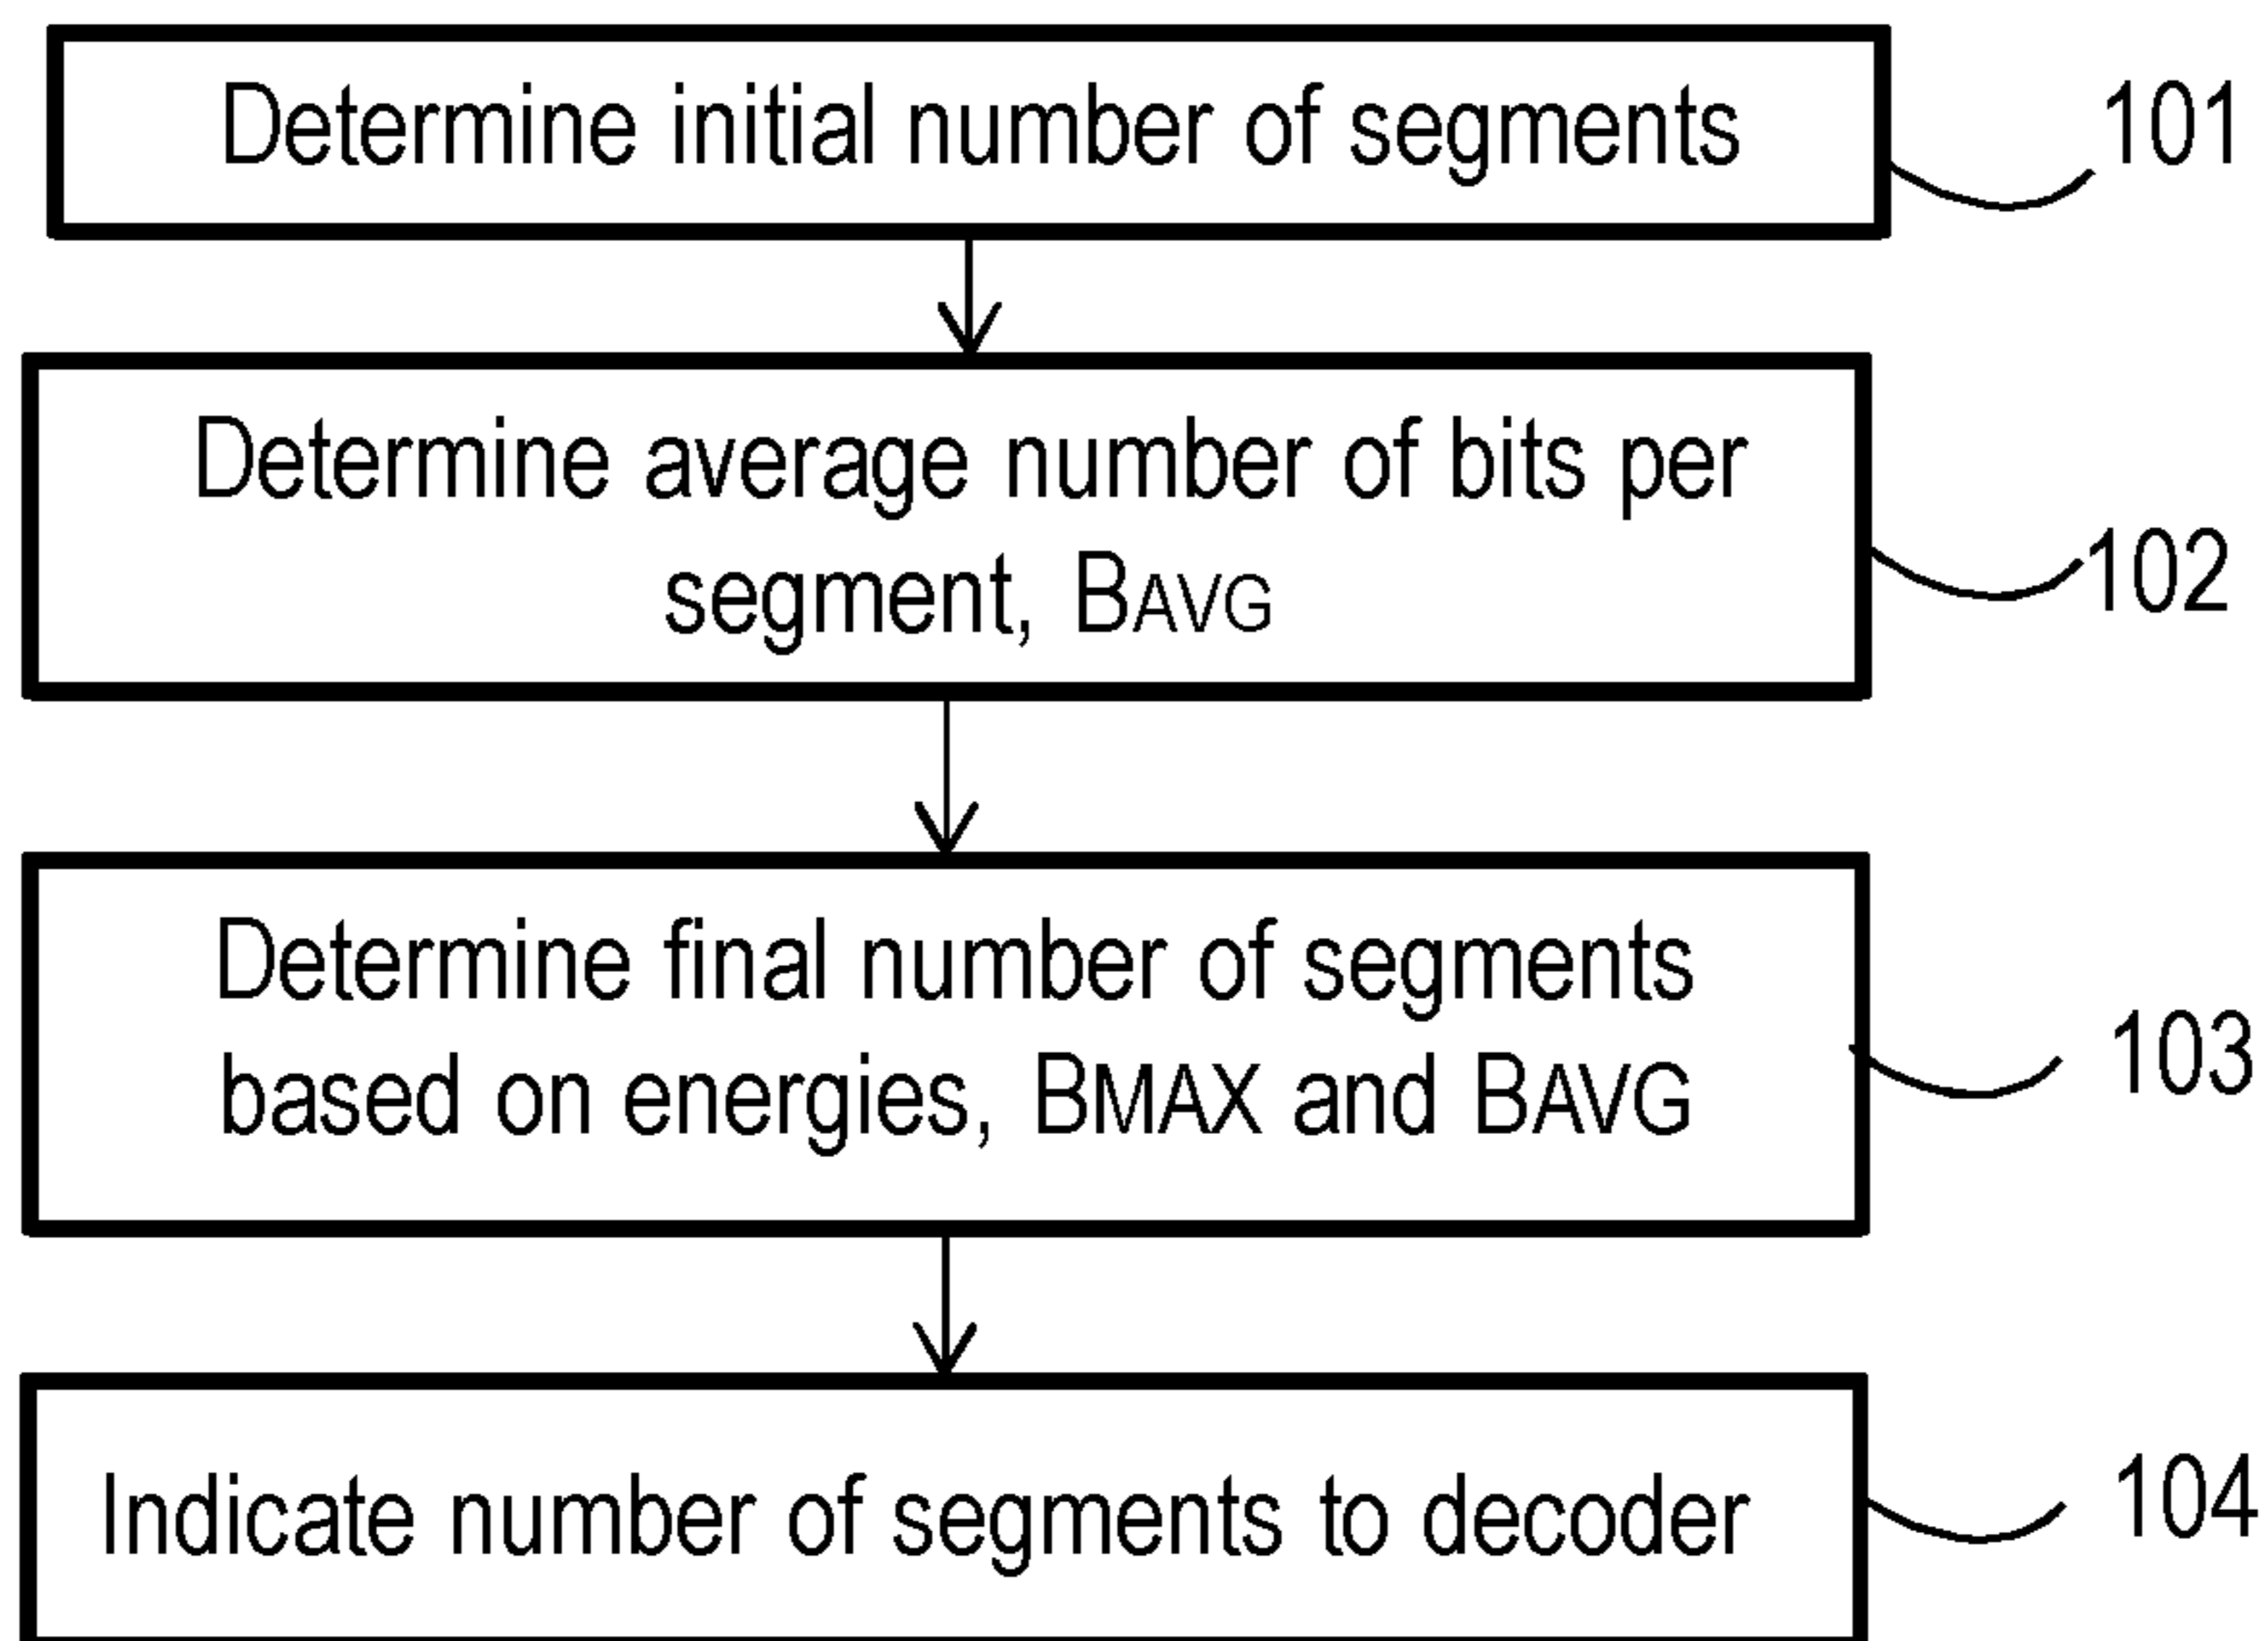 Determine initial number of segments
101
Determine average number of bits per
segment, BAVG
102
Determine final number of segments
based on energies, BMAX and BAVG
103
Indicate number of segments to decoder
104